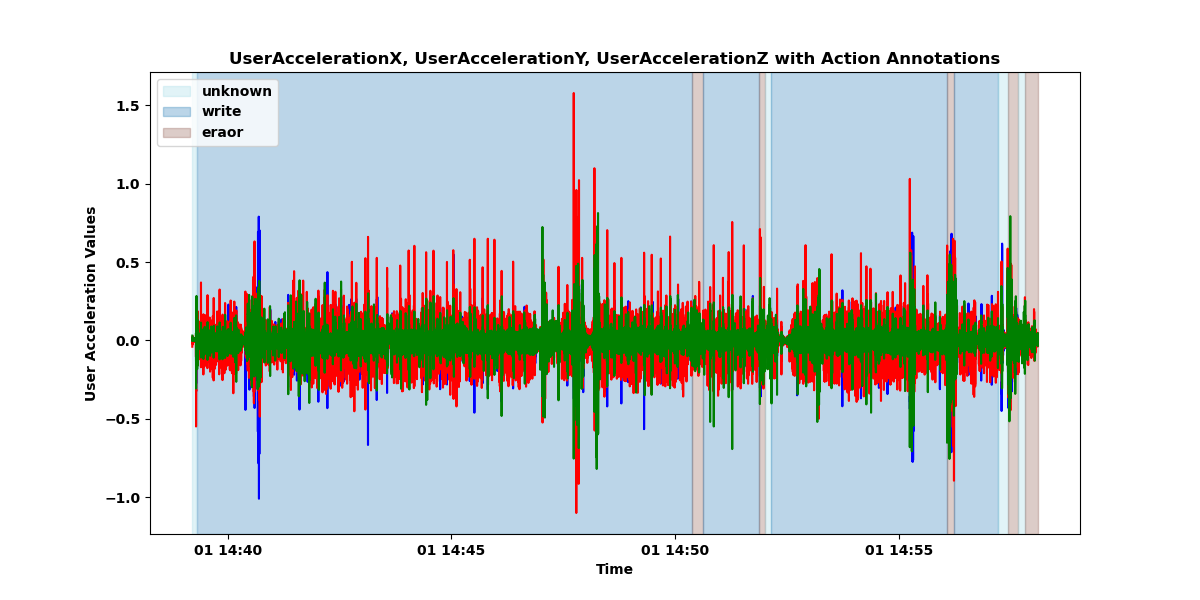 UserAccelerationX, UserAccelerationY, UserAccelerationZ with Action Annotations
unknown
write
eraor
User Acceleration Values
1.5
1.0
0.5
0.0
−0.5
−1.0
01 14:40
01 14:45
01 14:50
01 14:55
Time